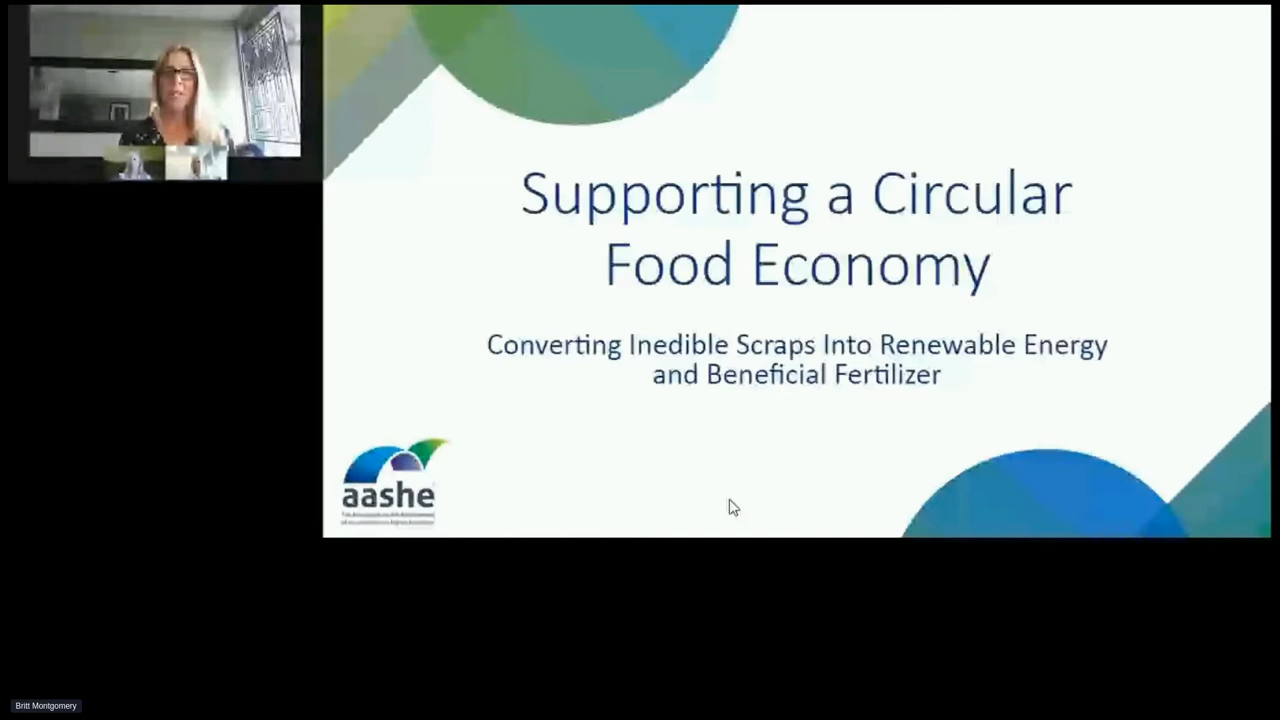 Supporting a Circular
Food Economy
Converting Inedible Scraps Into Renewable Energy
and Beneficial Fertilizer
aashe
Britt Montgomery